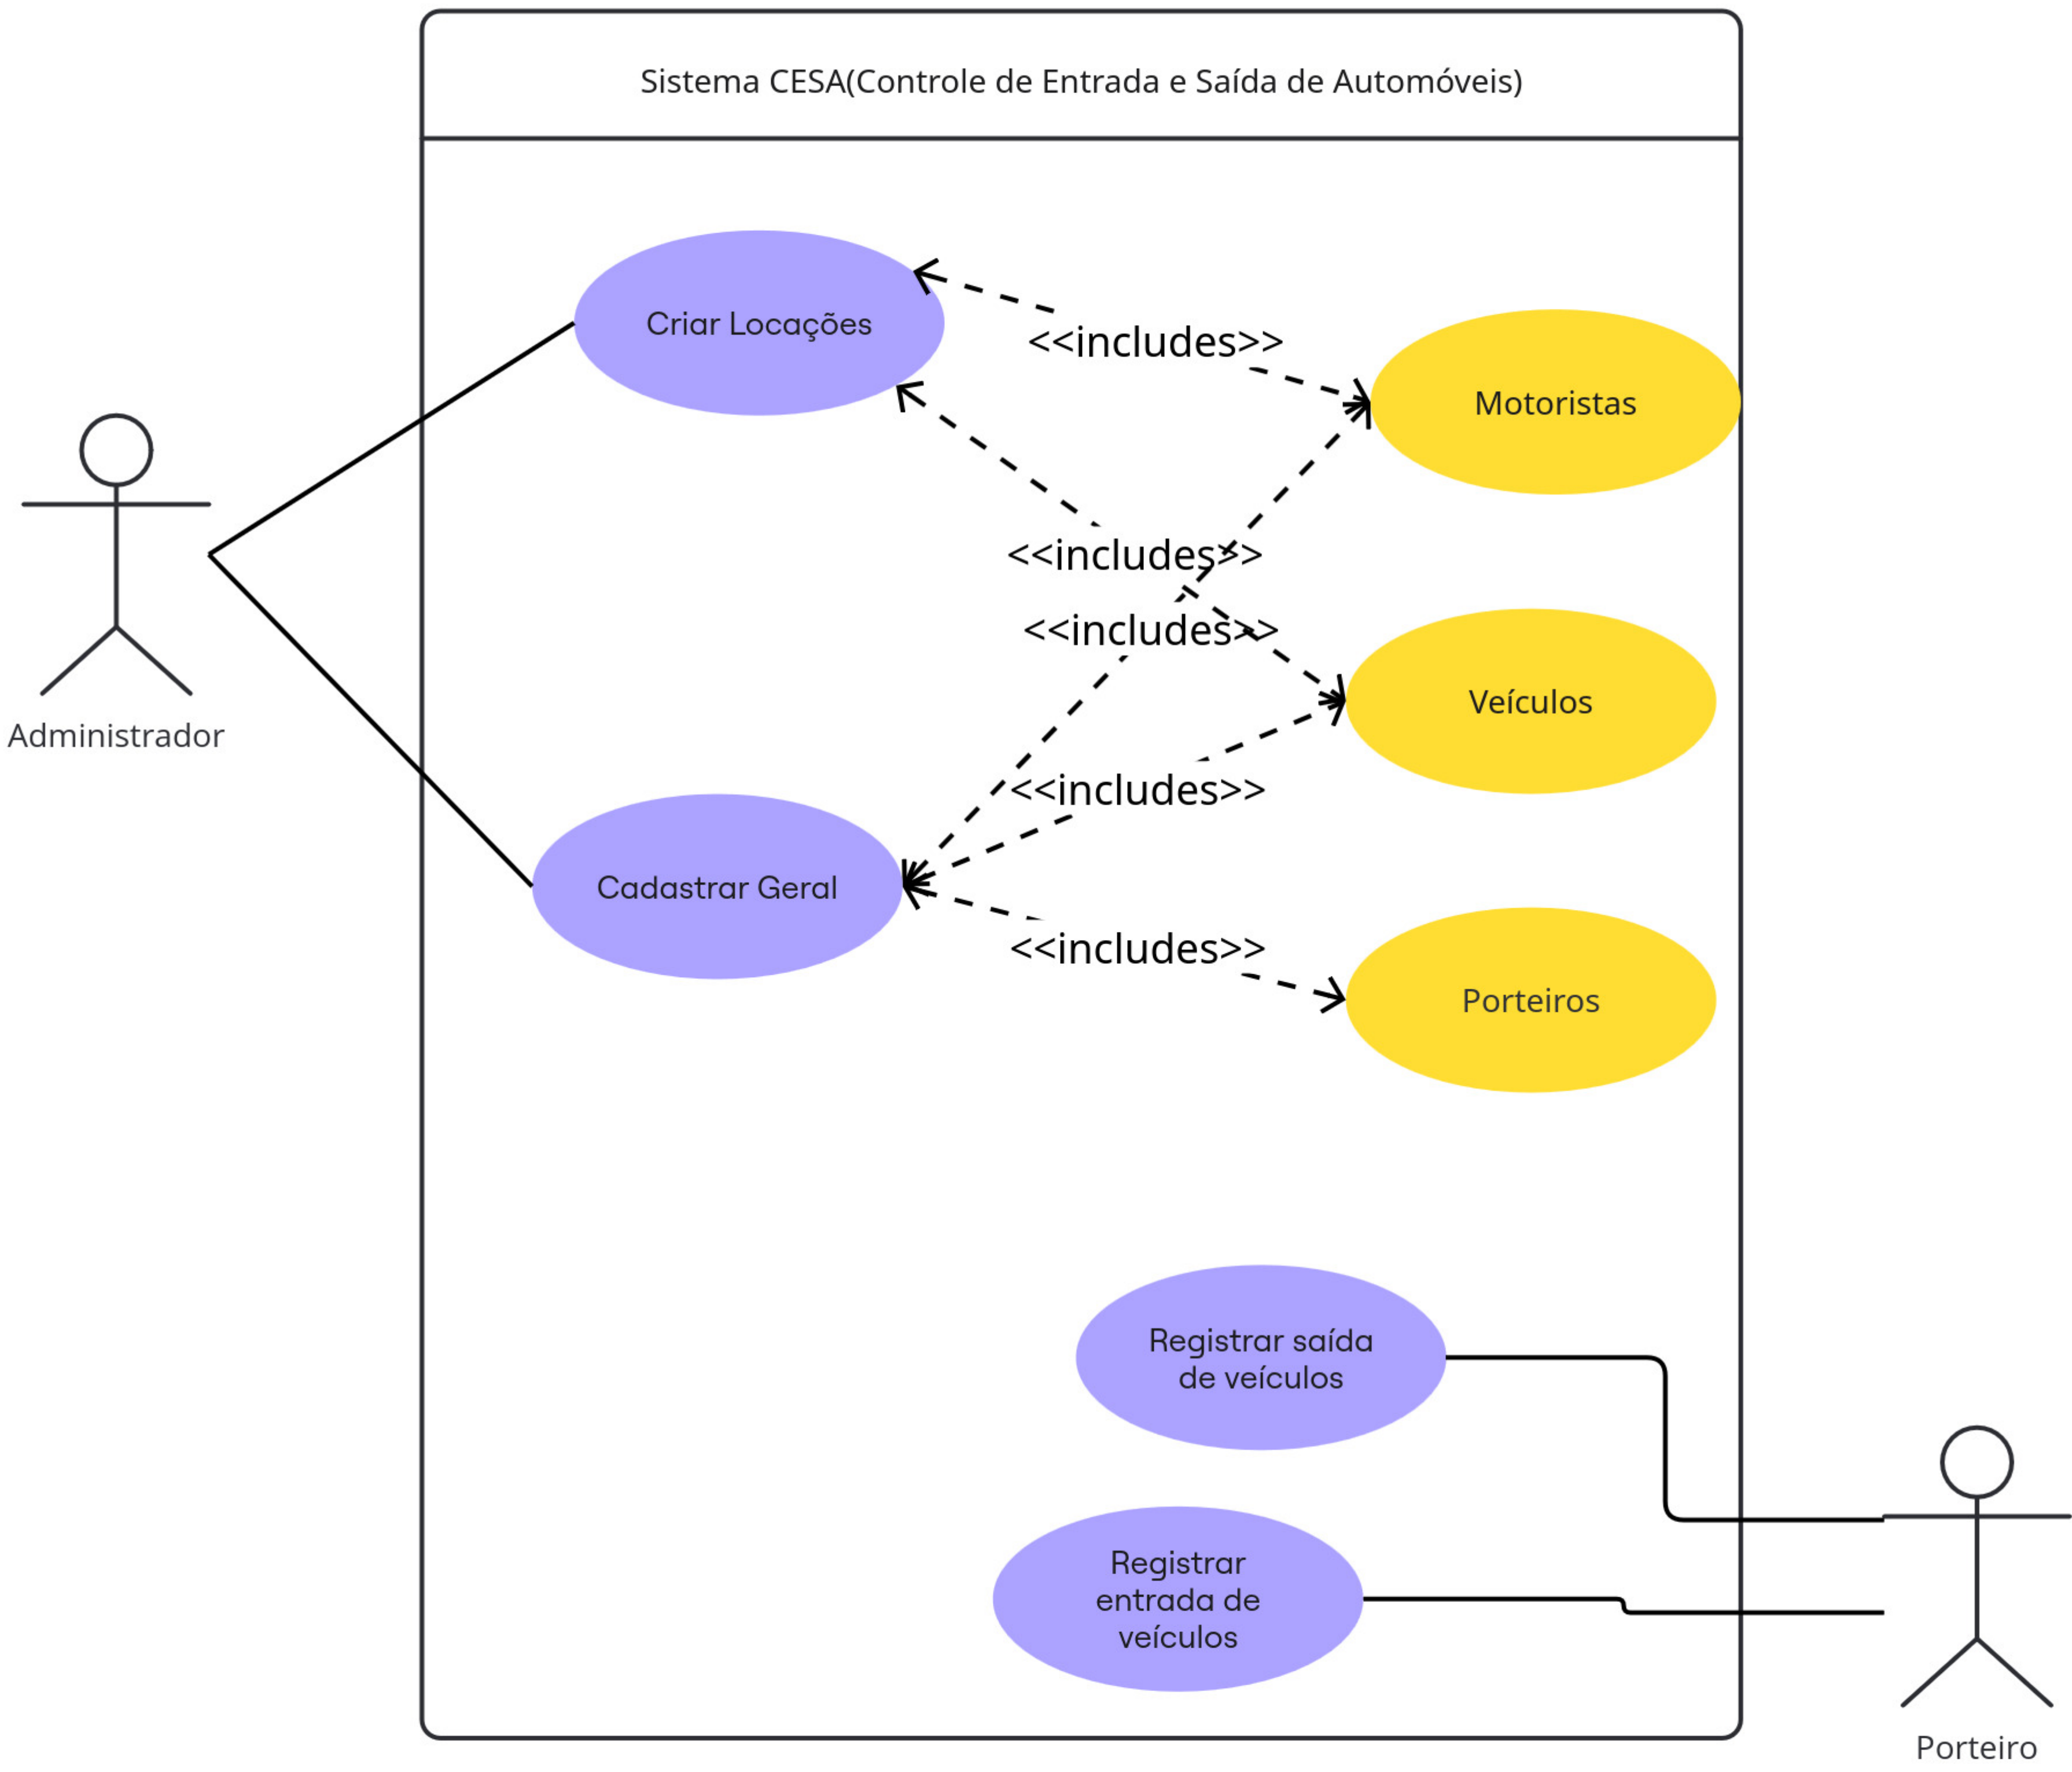 Sistema CESA(Controle de Entrada e Saída de Automóveis)
Criar Locações
<<includes>>
Motoristas
<<includes>>
<<includes>>
Veículos
Administrador
<<includes>>
Cadastrar Geral
<<includes>>
Porteiros
Registrar saída
de veículos
Registrar
entrada de
veículos
Porteiro